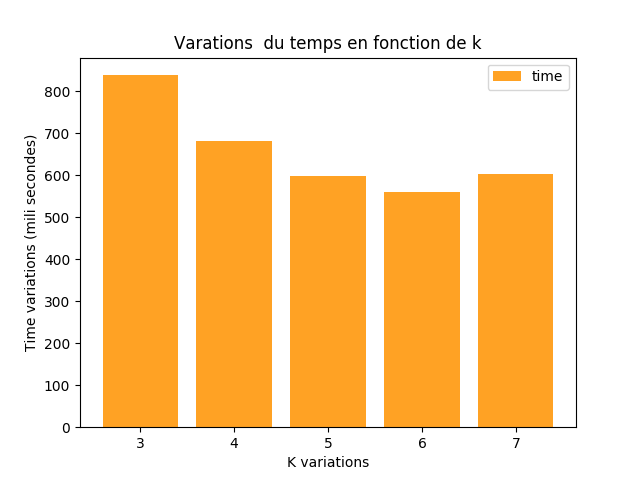 Varations  du temps en fonction de k
time
Time variations (mili secondes)
800
700
600
500
400
300
200
100
0
3 4 5 6 7
K variations